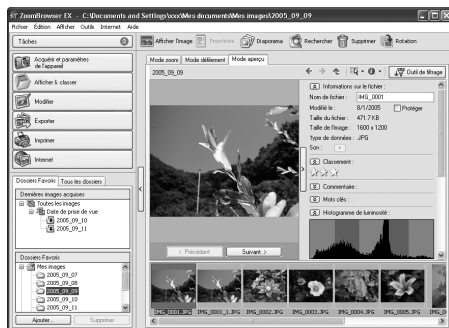 ZoomBrowser EX - C:\Documents and Settings\xxx\Mes documents\Mes images\2005_09_09
Fichier Edition Afficher Outils Internet Aide
Tâches
Afficher l'image Propriétés Diaporama Rechercher Supprimer Rotation
Acquérir et paramètres de l'appareil
Afficher & classer
Modifier
Exporter
Imprimer
Internet
Mode zoom Mode défilement Mode aperçu
2005_09_09
Outil de filtrage
Informations sur le fichier :
Nom de fichier : IMG_0001
Modifié le : 8/1/2005 Protéger
Taille du fichier : 471.7 KB
Taille de l'image : 1600 x 1200
Type de données : JPG
Son :
Classement :
Commentaire :
Mots clés :
Histogramme de luminosité :
Dossiers Favoris Tous les dossiers
Dernières images acquises
Toutes les images
Date de prise de vue
2005_09_10
2005_09_11
Dossiers Favoris
Mes images
2005_09_07
2005_09_08
2005_09_09
2005_09_10
2005_09_11
Ajouter... Supprimer
< Précédent Suivant >
IMG_0001.JPG IMG_0001_1.JPG IMG_0002.JPG IMG_0003.JPG IMG_0004.JPG IMG_0005.JPG IMG_0